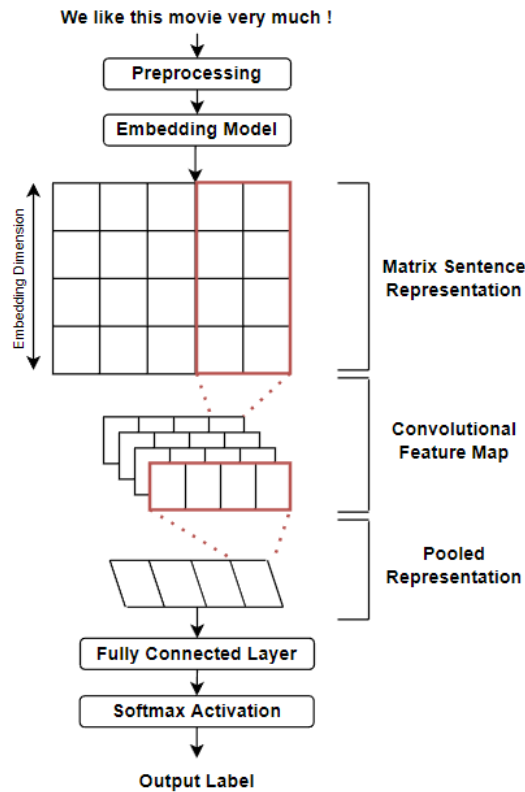 We like this movie very much !
Preprocessing
Embedding Model
Embedding Dimension
Matrix Sentence
Representation
Convolutional
Feature Map
Pooled
Representation
Fully Connected Layer
Softmax Activation
Output Label